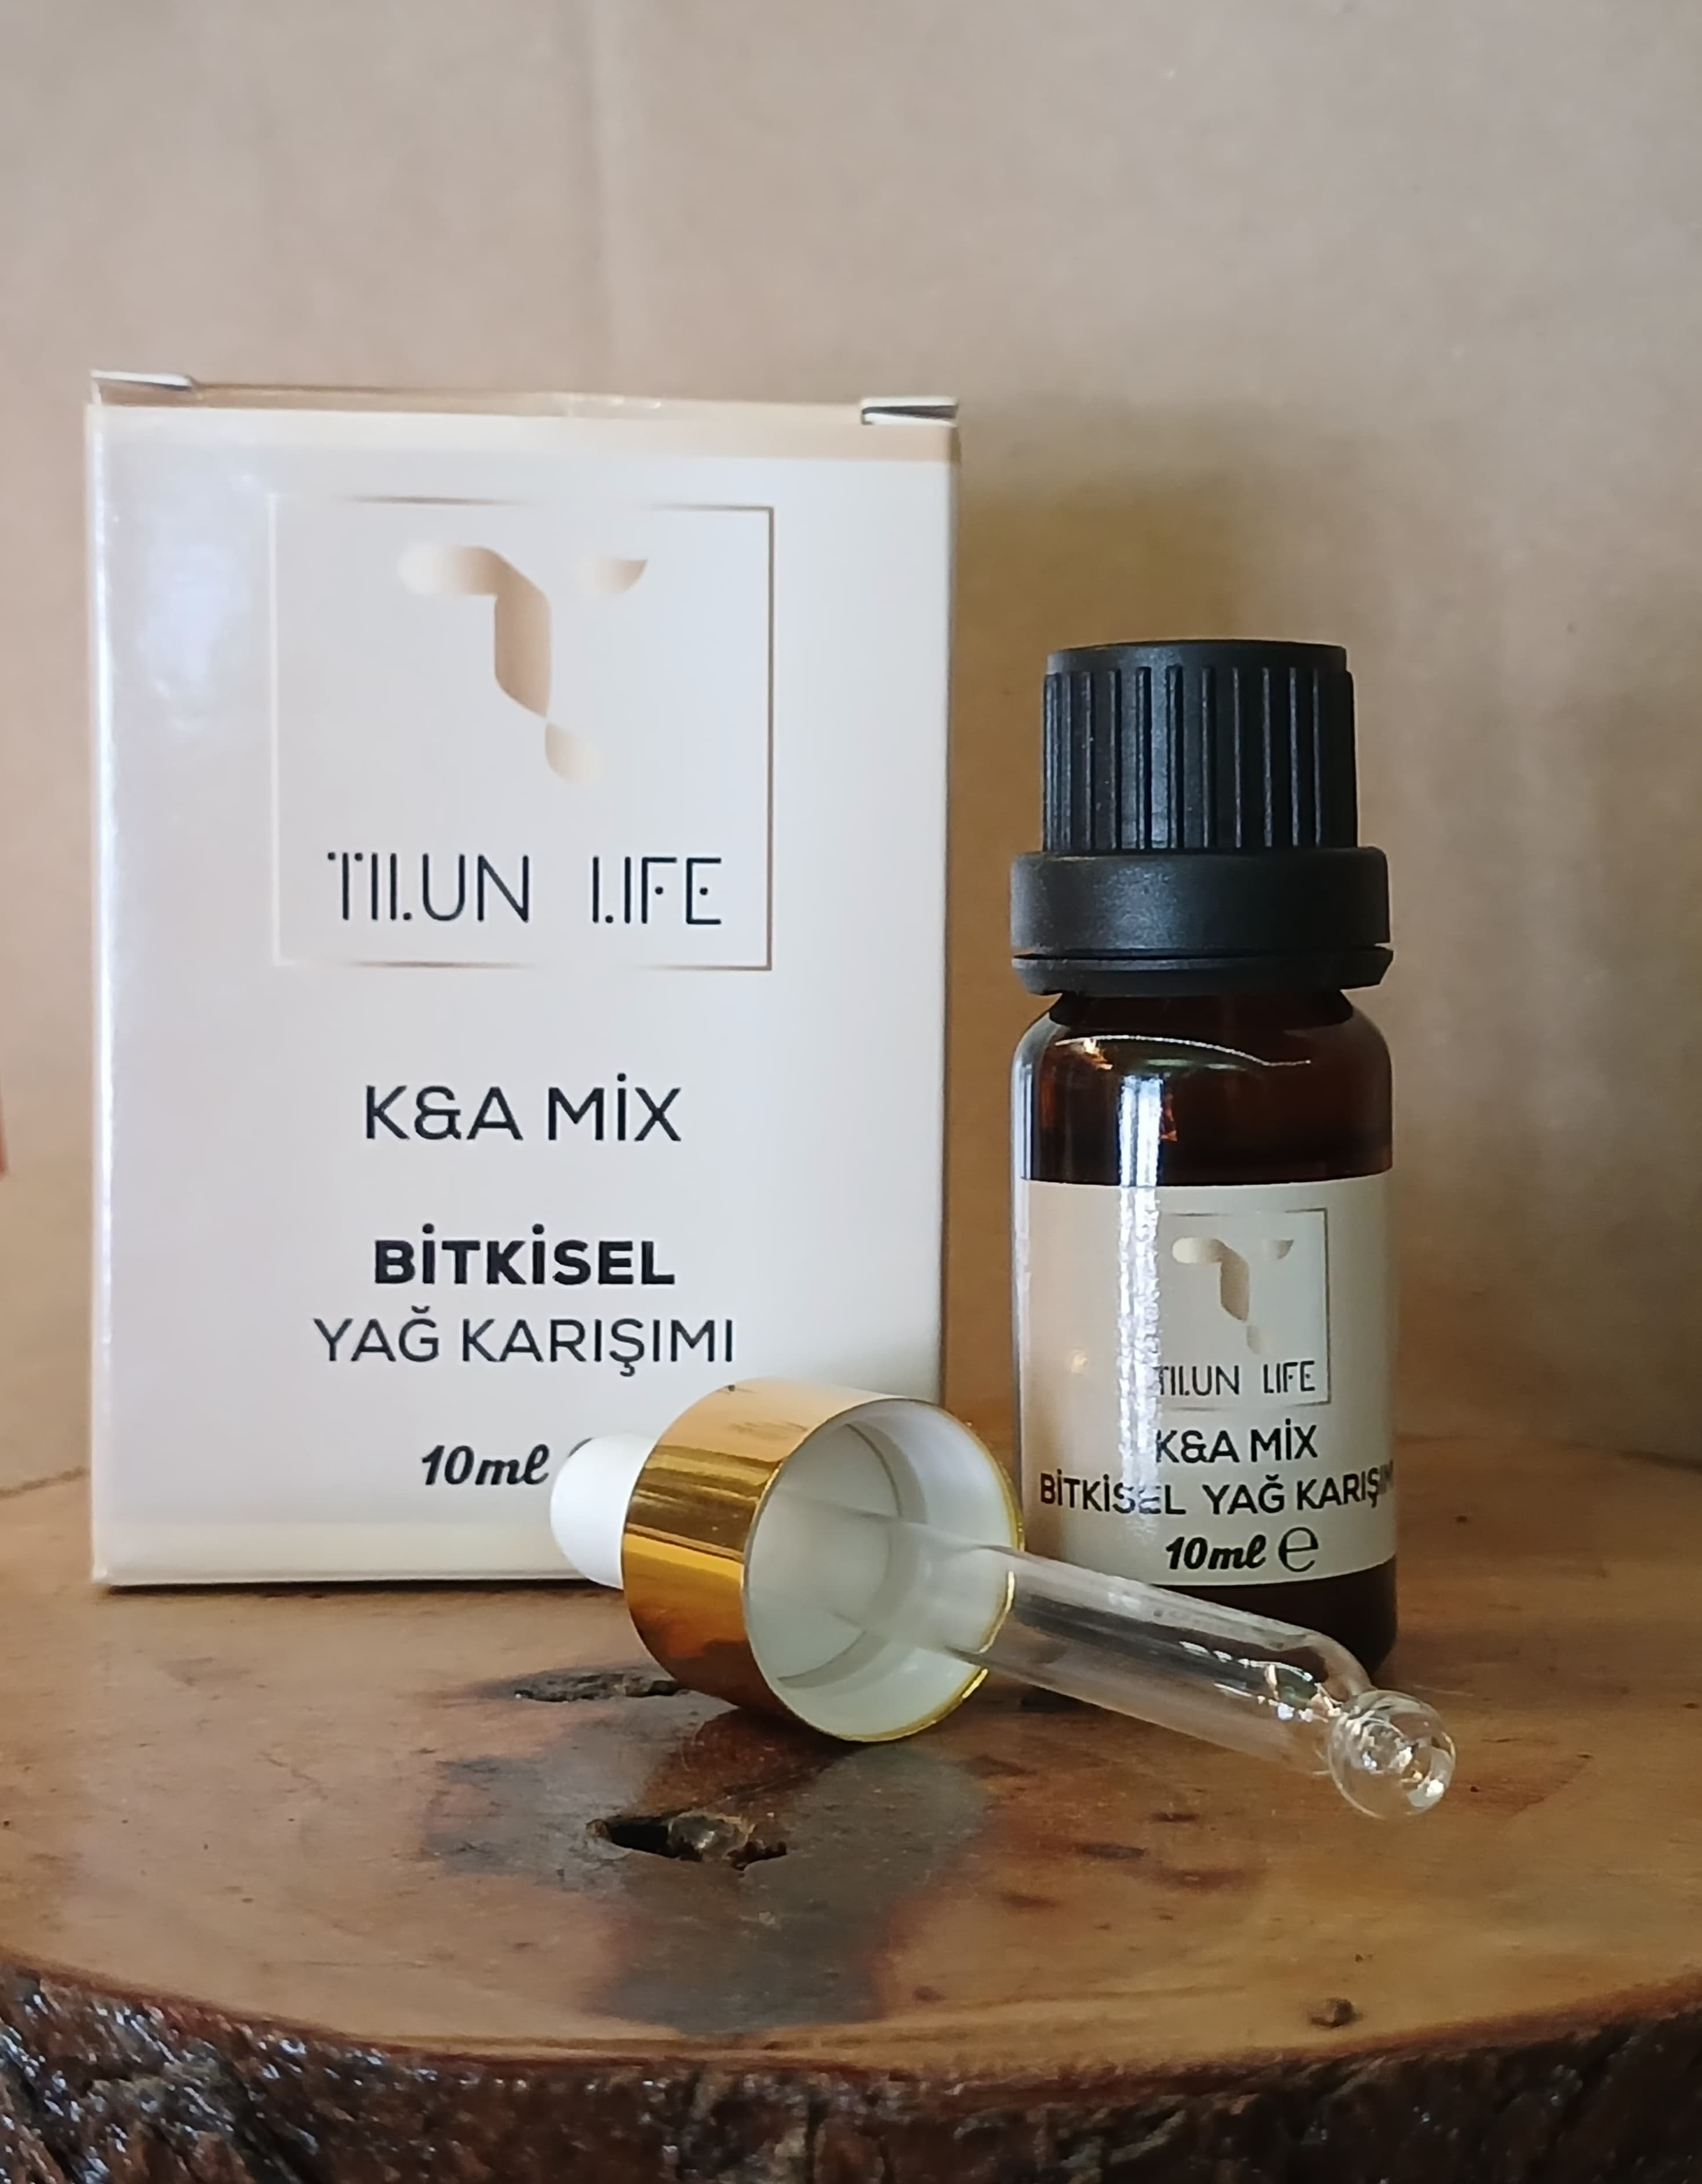 TILUN LIFE
K&A MİX
BİTKİSEL
YAĞ KARIŞIMI
10ml
TILUN LIFE
K&A MİX
BİTKİSEL YAĞ KARIŞIM
10ml ℮